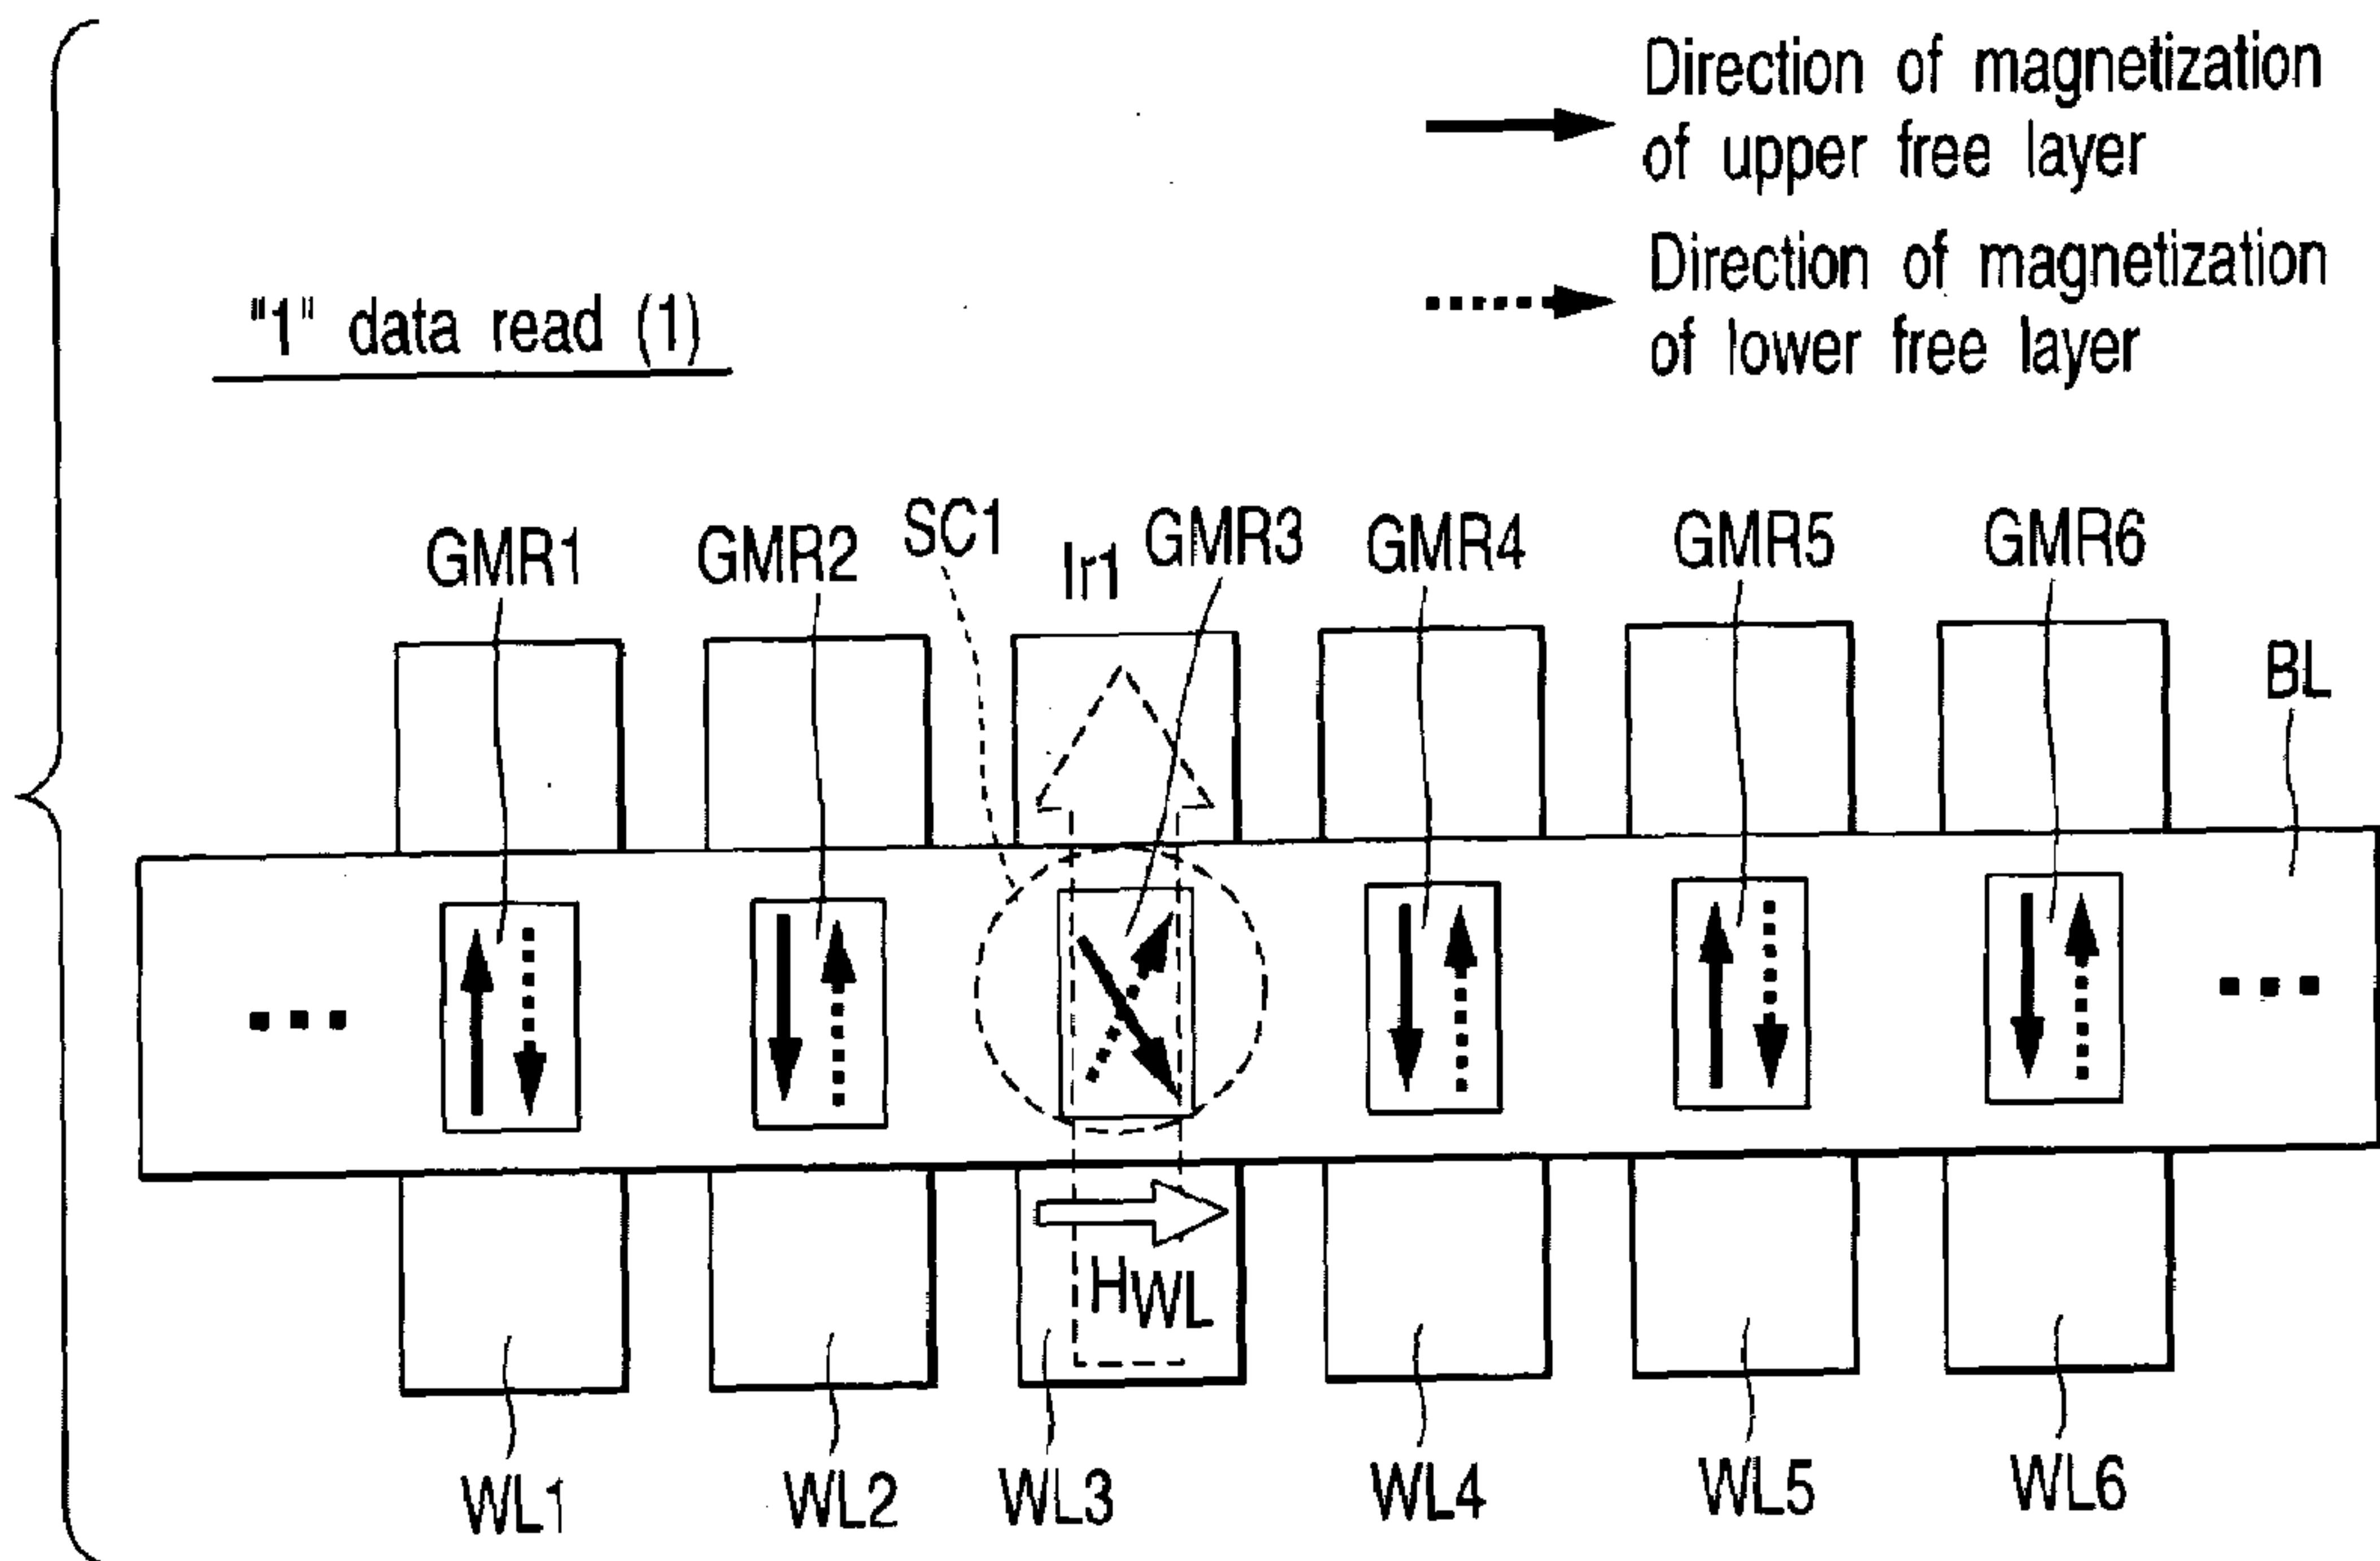 Direction of magnetization
of upper free layer
Direction of magnetization
of lower free layer
"1" data read (1)
GMR1
GMR2
SC1
Ir1
GMR3
GMR4
GMR5
GMR6
BL
HWL
WL1
WL2
WL3
WL4
WL5
WL6